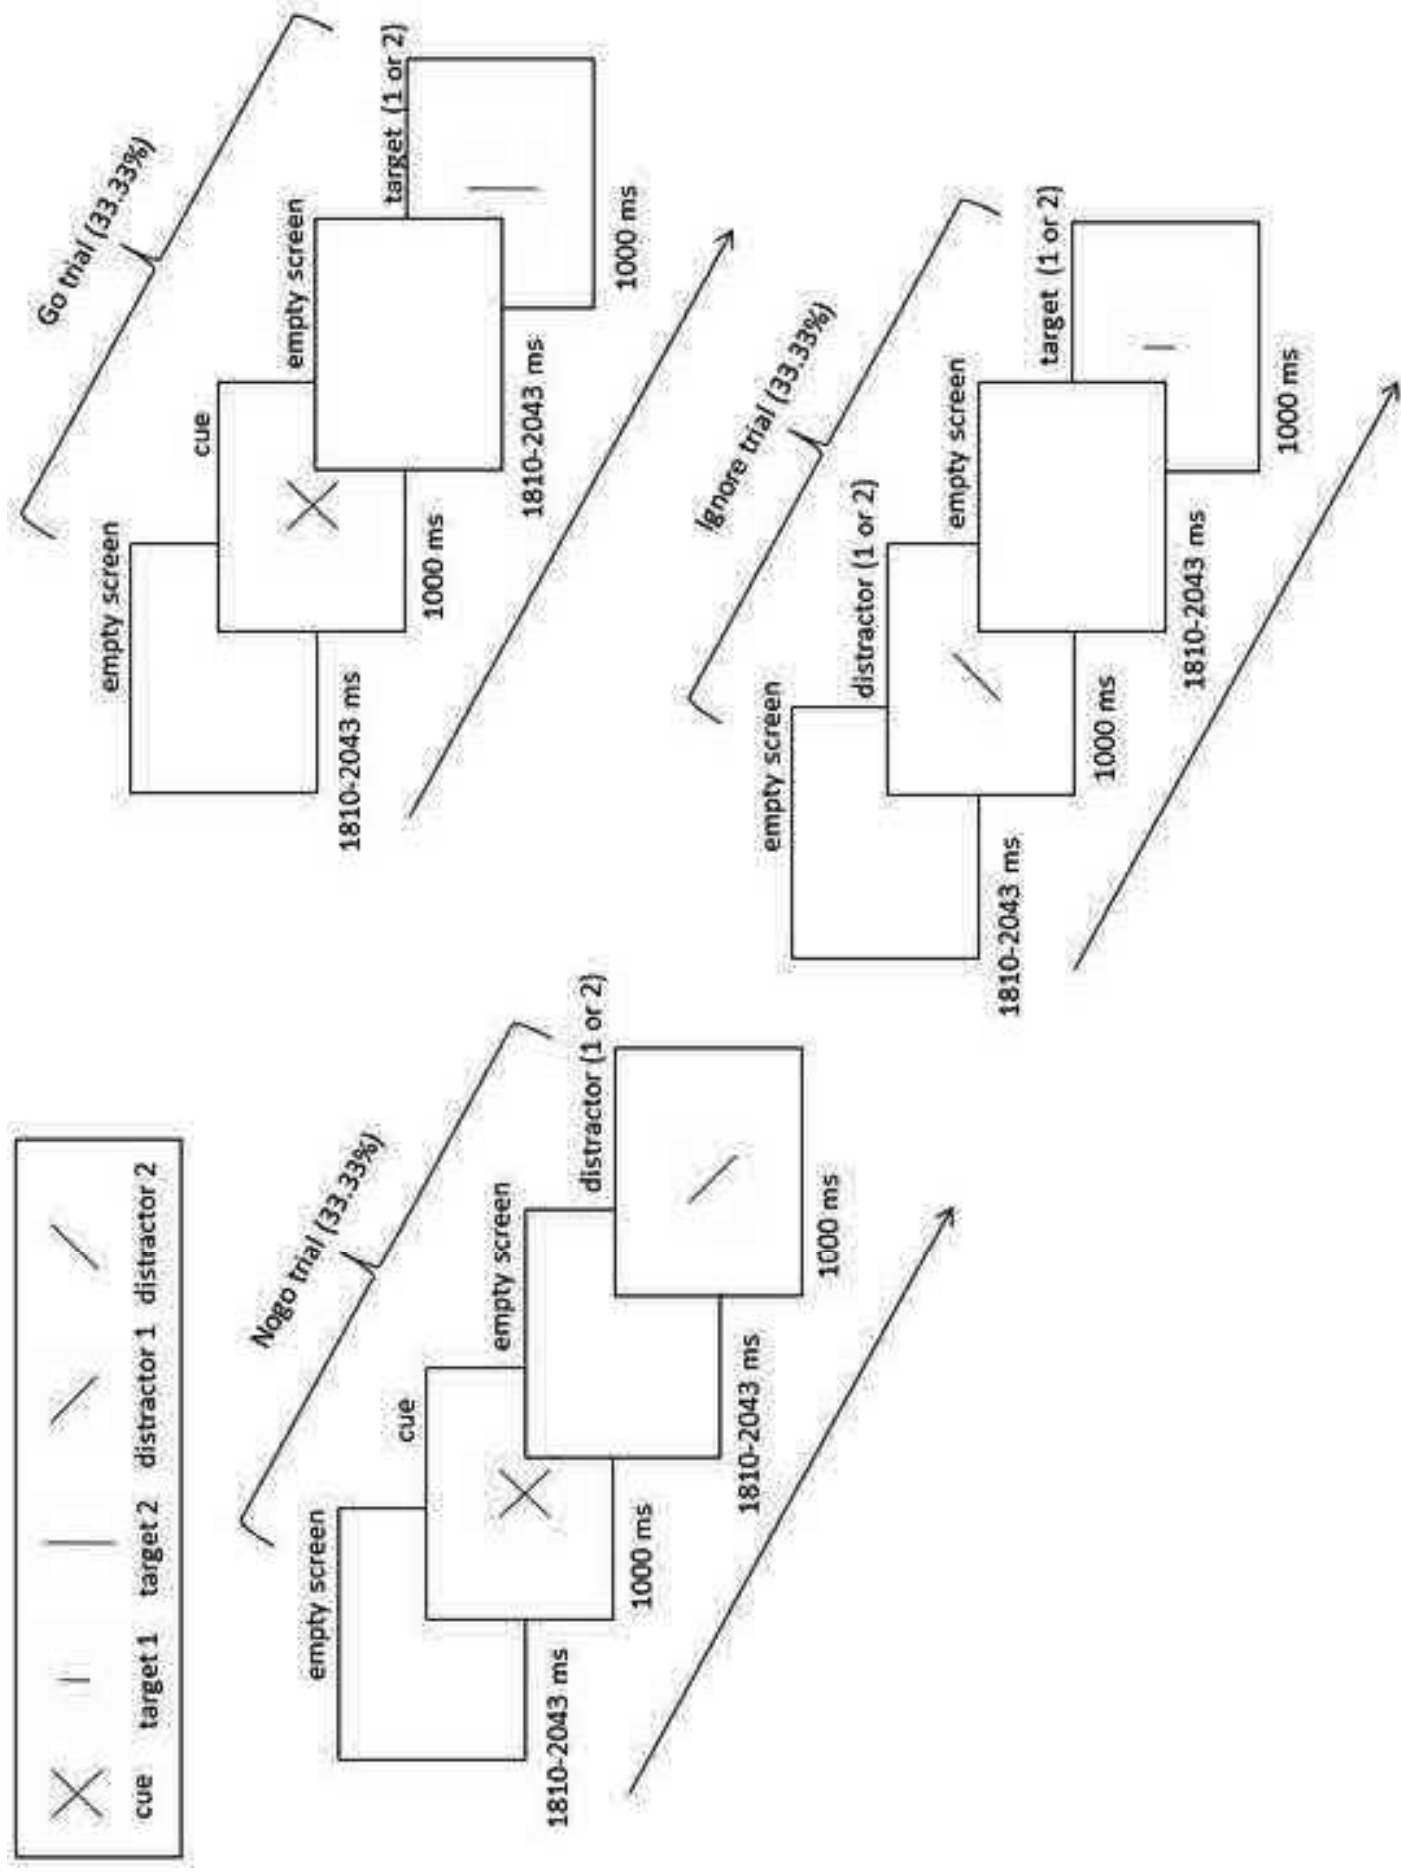 cue target 1 target 2 distractor 1 distractor 2
Nogo trial (33.33%)
empty screen
cue
empty screen
distractor (1 or 2)
1810-2043 ms
1000 ms
1810-2043 ms
1000 ms
Go trial (33.33%)
empty screen
cue
empty screen
target (1 or 2)
1810-2043 ms
1000 ms
1810-2043 ms
1000 ms
Ignore trial (33.33%)
empty screen
distractor (1 or 2)
empty screen
target (1 or 2)
1810-2043 ms
1000 ms
1810-2043 ms
1000 ms